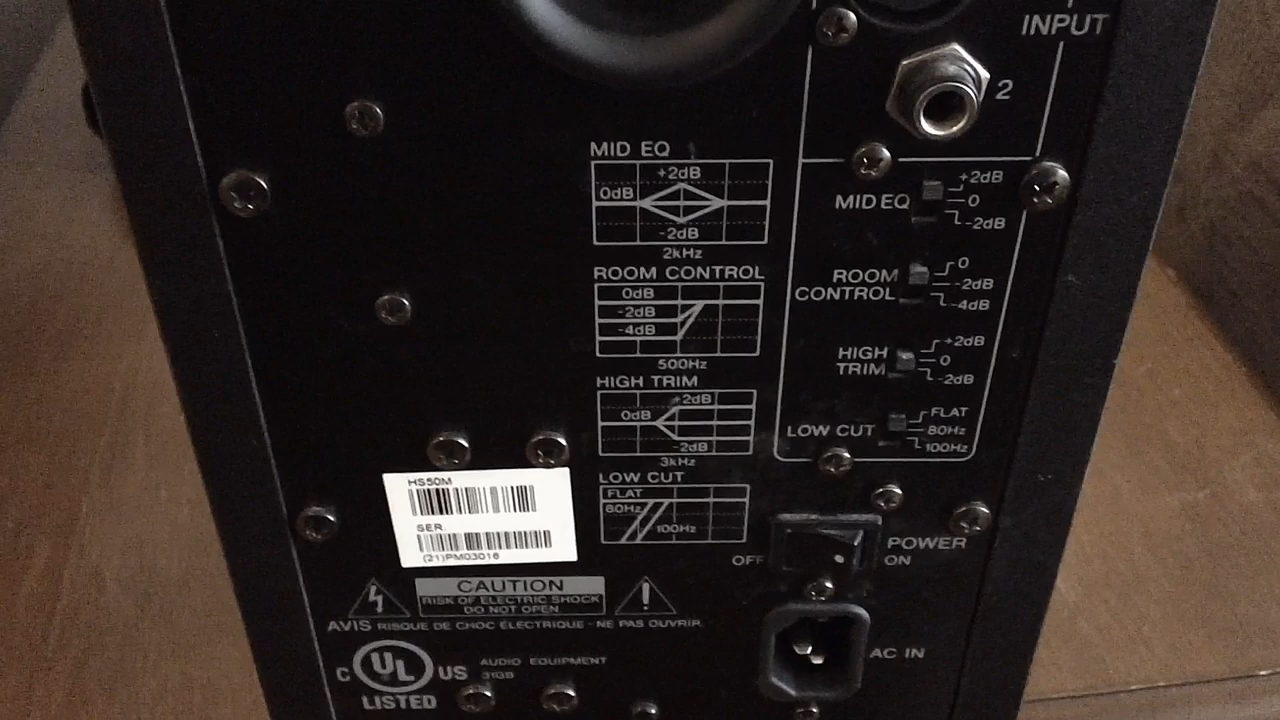 INPUT
2
MID EQ
+2dB
0dB
-2dB
2kHz
ROOM CONTROL
0dB
-2dB
-4dB
500Hz
HIGH TRIM
+2dB
0dB
-2dB
3kHz
LOW CUT
FLAT
80Hz
100Hz
MID EQ
+2dB
0
-2dB
ROOM
CONTROL
0
-2dB
-4dB
HIGH
TRIM
+2dB
0
-2dB
LOW CUT
FLAT
80Hz
100Hz
HS50M
SER.
(21)PM03016
OFF
POWER
ON
AC IN
CAUTION
RISK OF ELECTRIC SHOCK
DO NOT OPEN
AVIS RISQUE DE CHOC ÉLECTRIQUE - NE PAS OUVRIR.
C UL US
LISTED
AUDIO EQUIPMENT